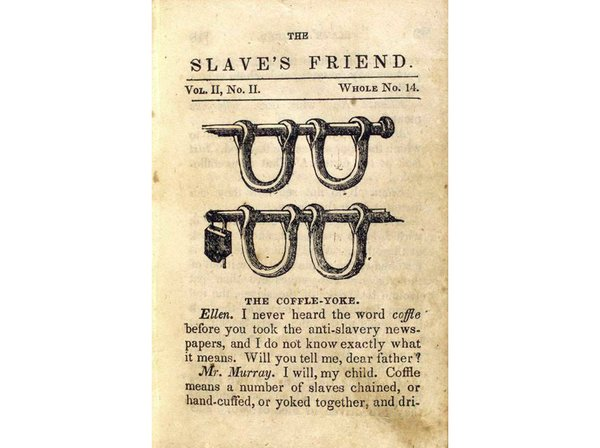 THE
SLAVE'S FRIEND.
Vol. II, No. II. Whole No. 14.
THE COFFLE-YOKE.
Ellen. I never heard the word coffle
before you took the anti-slavery news-
papers, and I do not know exactly what
it means. Will you tell me, dear father?
Mr. Murray. I will, my child. Coffle
means a number of slaves chained, or
hand-cuffed, or yoked together, and dri-